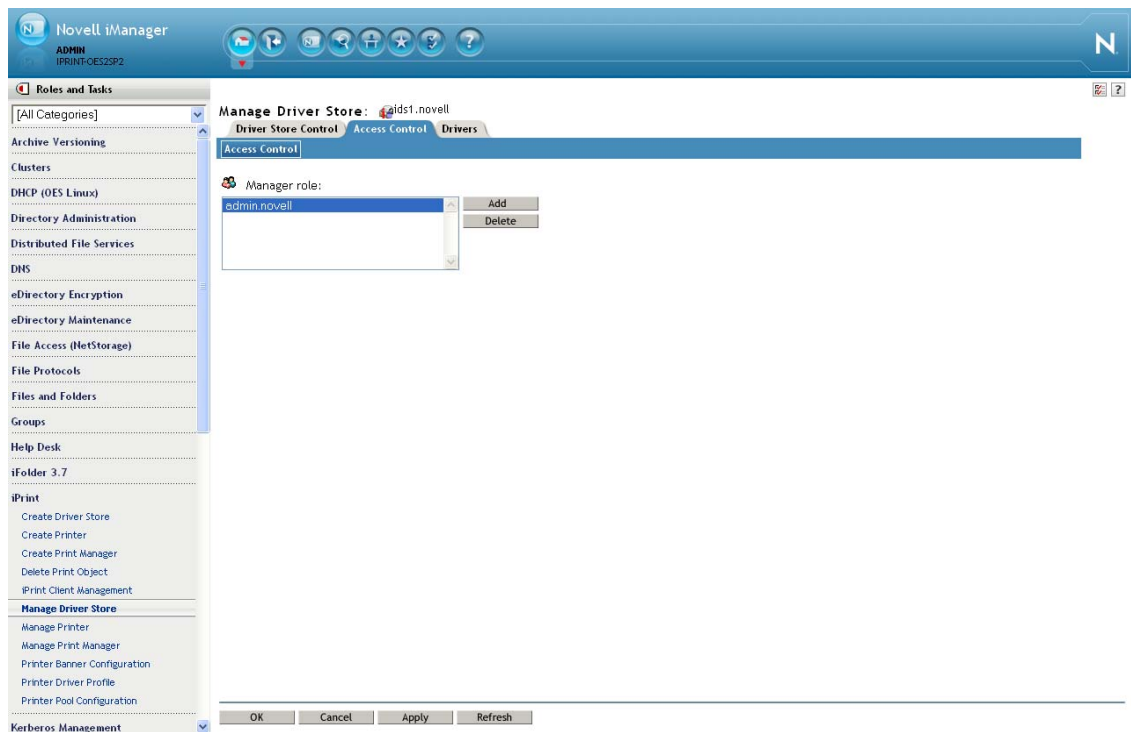 Novell iManager
ADMIN
IPRINT-OES2SP2
N
N
?
Roles and Tasks
?
[All Categories]
Manage Driver Store: ids1.novell
Driver Store Control Access Control Drivers
Access Control
Archive Versioning
Clusters
DHCP (OES Linux)
Directory Administration
Distributed File Services
DNS
eDirectory Encryption
eDirectory Maintenance
File Access (NetStorage)
File Protocols
Files and Folders
Groups
Help Desk
iFolder 3.7
iPrint
Create Driver Store
Create Printer
Create Print Manager
Delete Print Object
iPrint Client Management
Manage Driver Store
Manage Printer
Manage Print Manager
Printer Banner Configuration
Printer Driver Profile
Printer Pool Configuration
Kerberos Management
Manager role:
admin.novell
Add
Delete
OK Cancel Apply Refresh